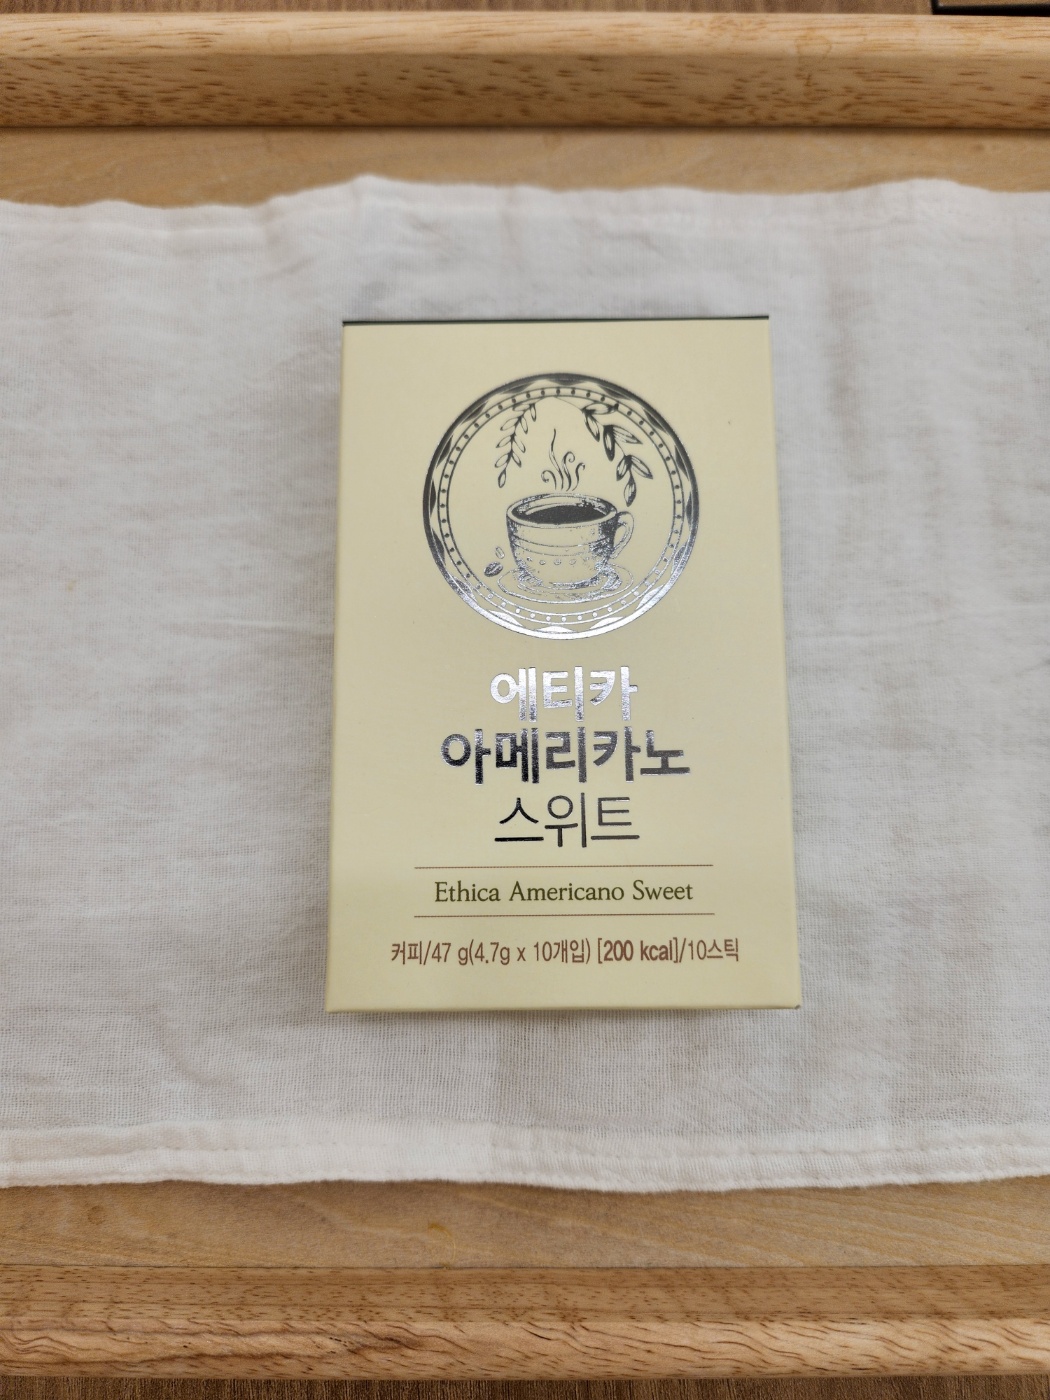 에티카
아메리카노
스위트
Ethica Americano Sweet
커피/47 g(4.7g x 10개입) [200 kcal]/10스틱